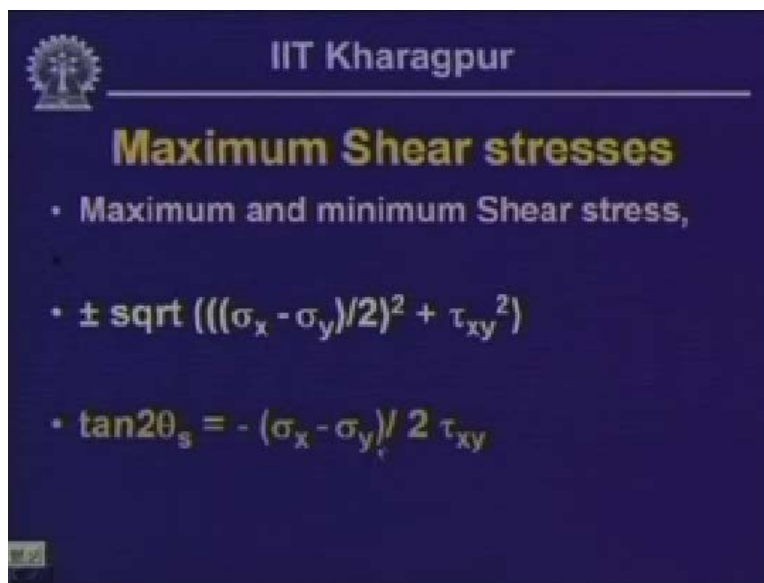 IIT Kharagpur
Maximum Shear stresses
• Maximum and minimum Shear stress,
•
• ± sqrt (((σx - σy)/2)² + τxy²)
• tan2θs = - (σx - σy)/ 2 τxy